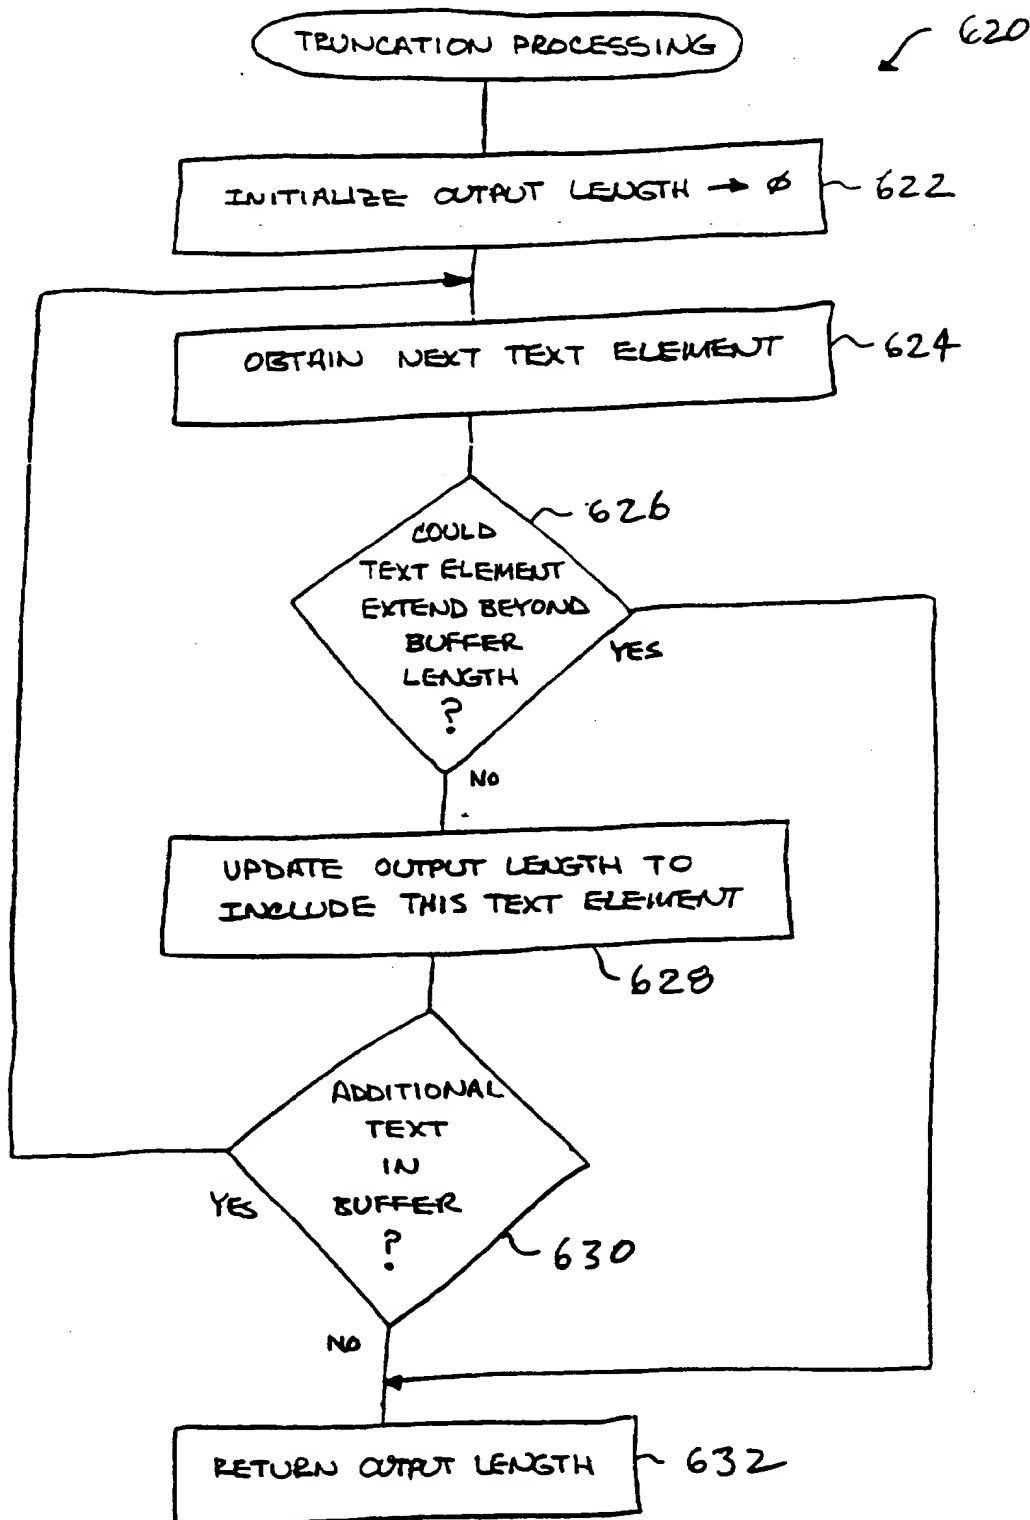 TRUNCATION PROCESSING
620
INITIALIZE OUTPUT LENGTH → ∅
622
OBTAIN NEXT TEXT ELEMENT
624
626
COULD
TEXT ELEMENT
EXTEND BEYOND
BUFFER
LENGTH
?
YES
NO
UPDATE OUTPUT LENGTH TO
INCLUDE THIS TEXT ELEMENT
628
ADDITIONAL
TEXT
IN
BUFFER
?
YES
630
NO
RETURN OUTPUT LENGTH
632